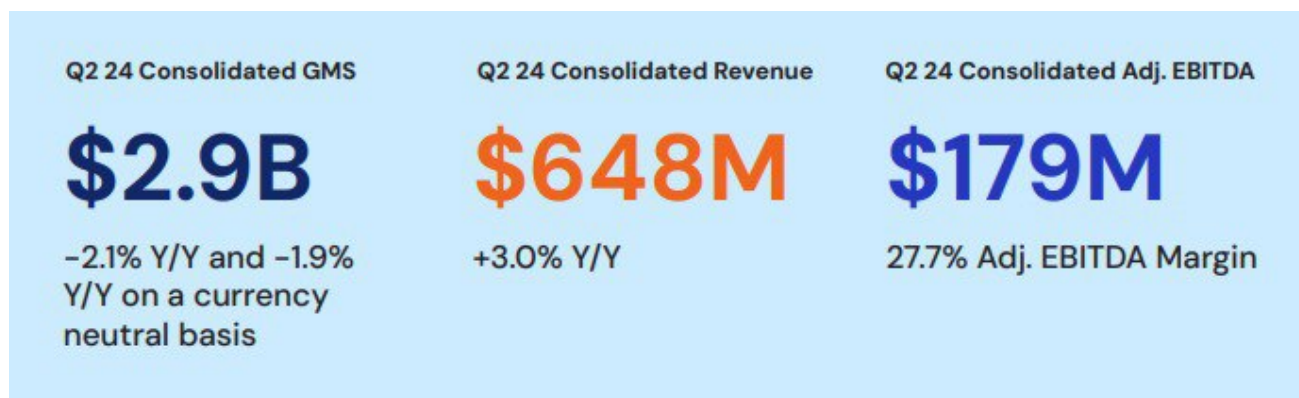 Q2 24 Consolidated GMS
$2.9B
-2.1% Y/Y and -1.9%
Y/Y on a currency
neutral basis
Q2 24 Consolidated Revenue
$648M
+3.0% Y/Y
Q2 24 Consolidated Adj. EBITDA
$179M
27.7% Adj. EBITDA Margin